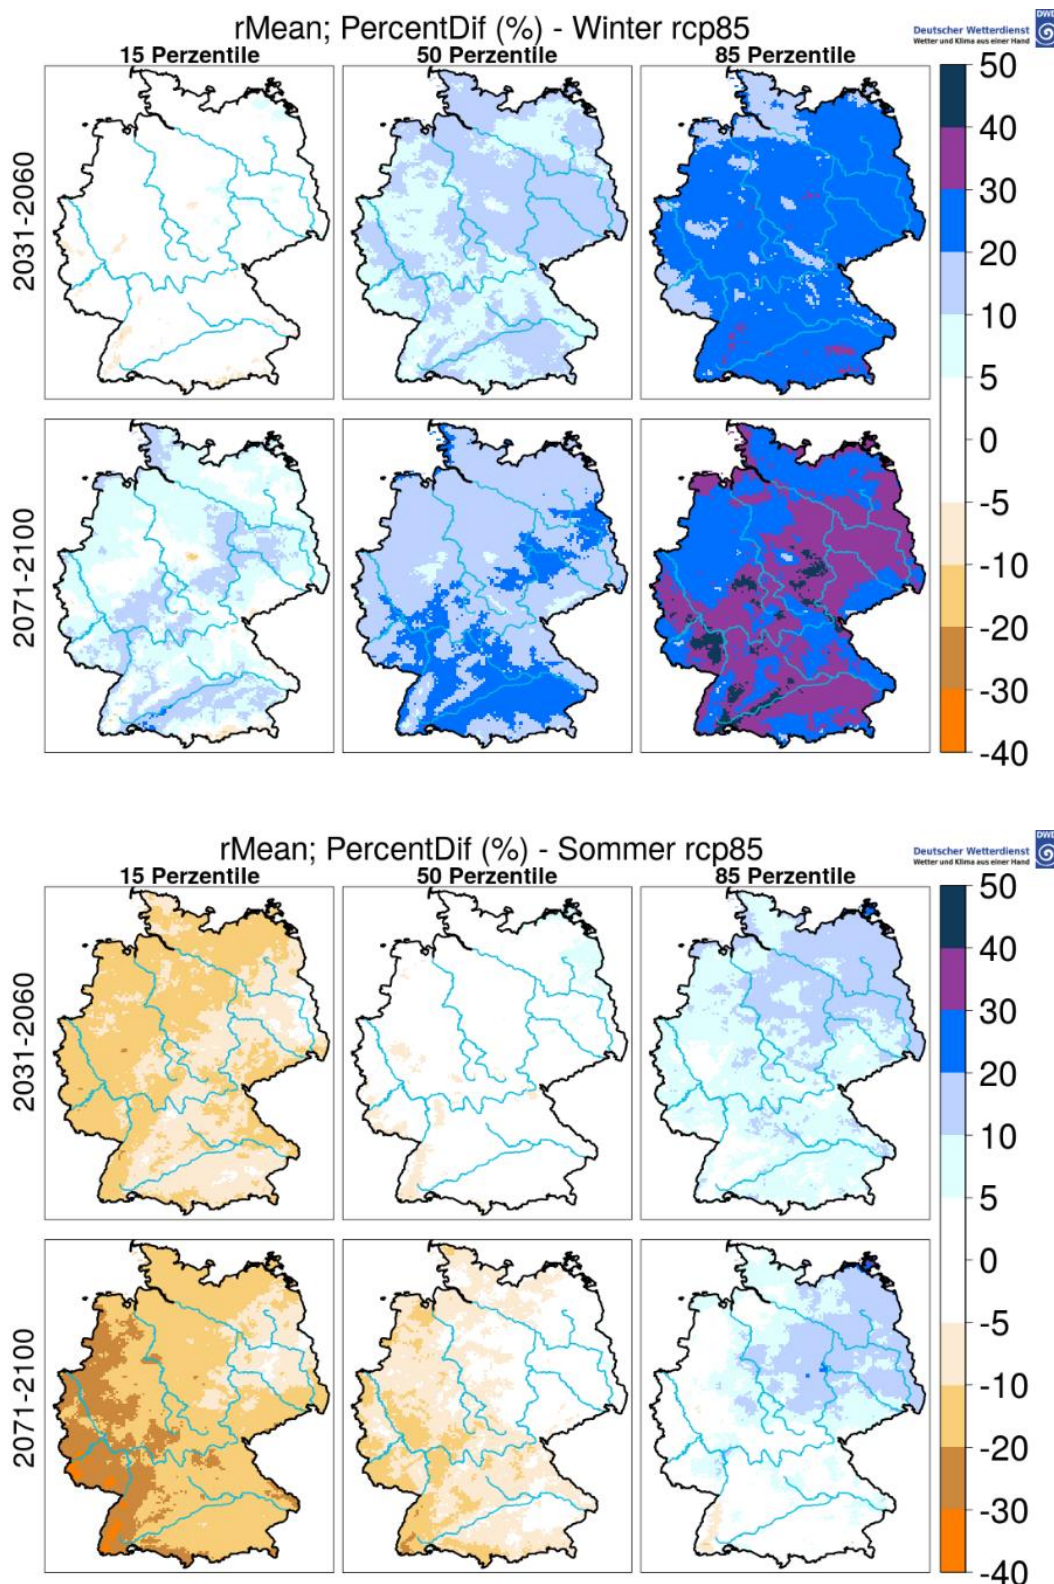 rMean; PercentDif (%) - Winter rcp85
DWD
Deutscher Wetterdienst
Wetter und Klima aus einer Hand
15 Perzentile
50 Perzentile
85 Perzentile
2031-2060
2071-2100
50
40
30
20
10
5
0
-5
-10
-20
-30
-40
rMean; PercentDif (%) - Sommer rcp85
DWD
Deutscher Wetterdienst
Wetter und Klima aus einer Hand
15 Perzentile
50 Perzentile
85 Perzentile
2031-2060
2071-2100
50
40
30
20
10
5
0
-5
-10
-20
-30
-40